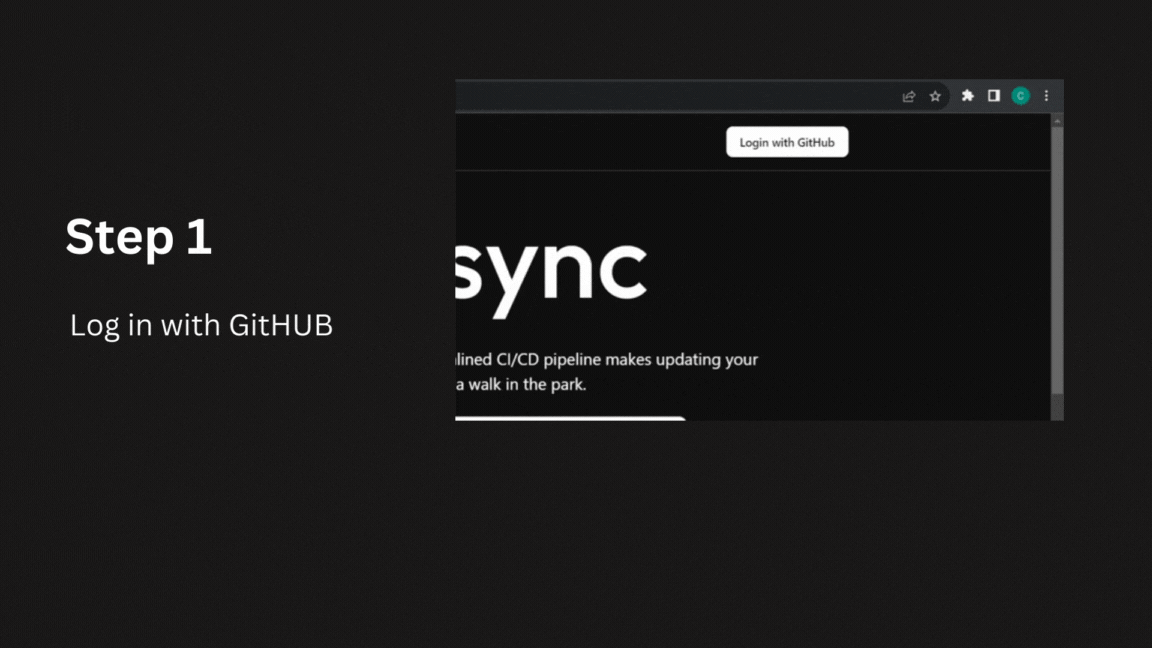 Step 1
Log in with GitHUB
C
Login with GitHub
sync
lined CI/CD pipeline makes updating your
a walk in the park.